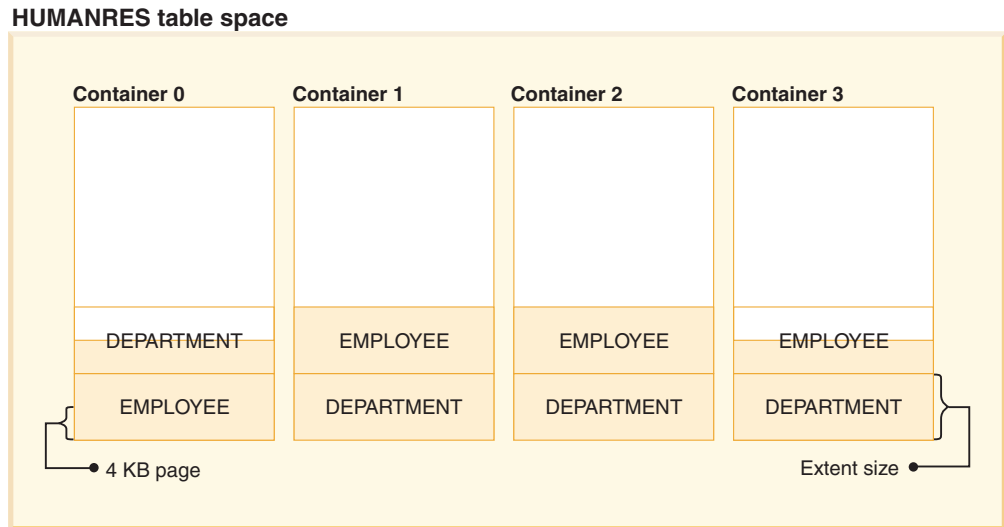 HUMANRES table space
Container 0 Container 1 Container 2 Container 3
DEPARTMENT EMPLOYEE EMPLOYEE EMPLOYEE
EMPLOYEE DEPARTMENT DEPARTMENT DEPARTMENT
4 KB page Extent size